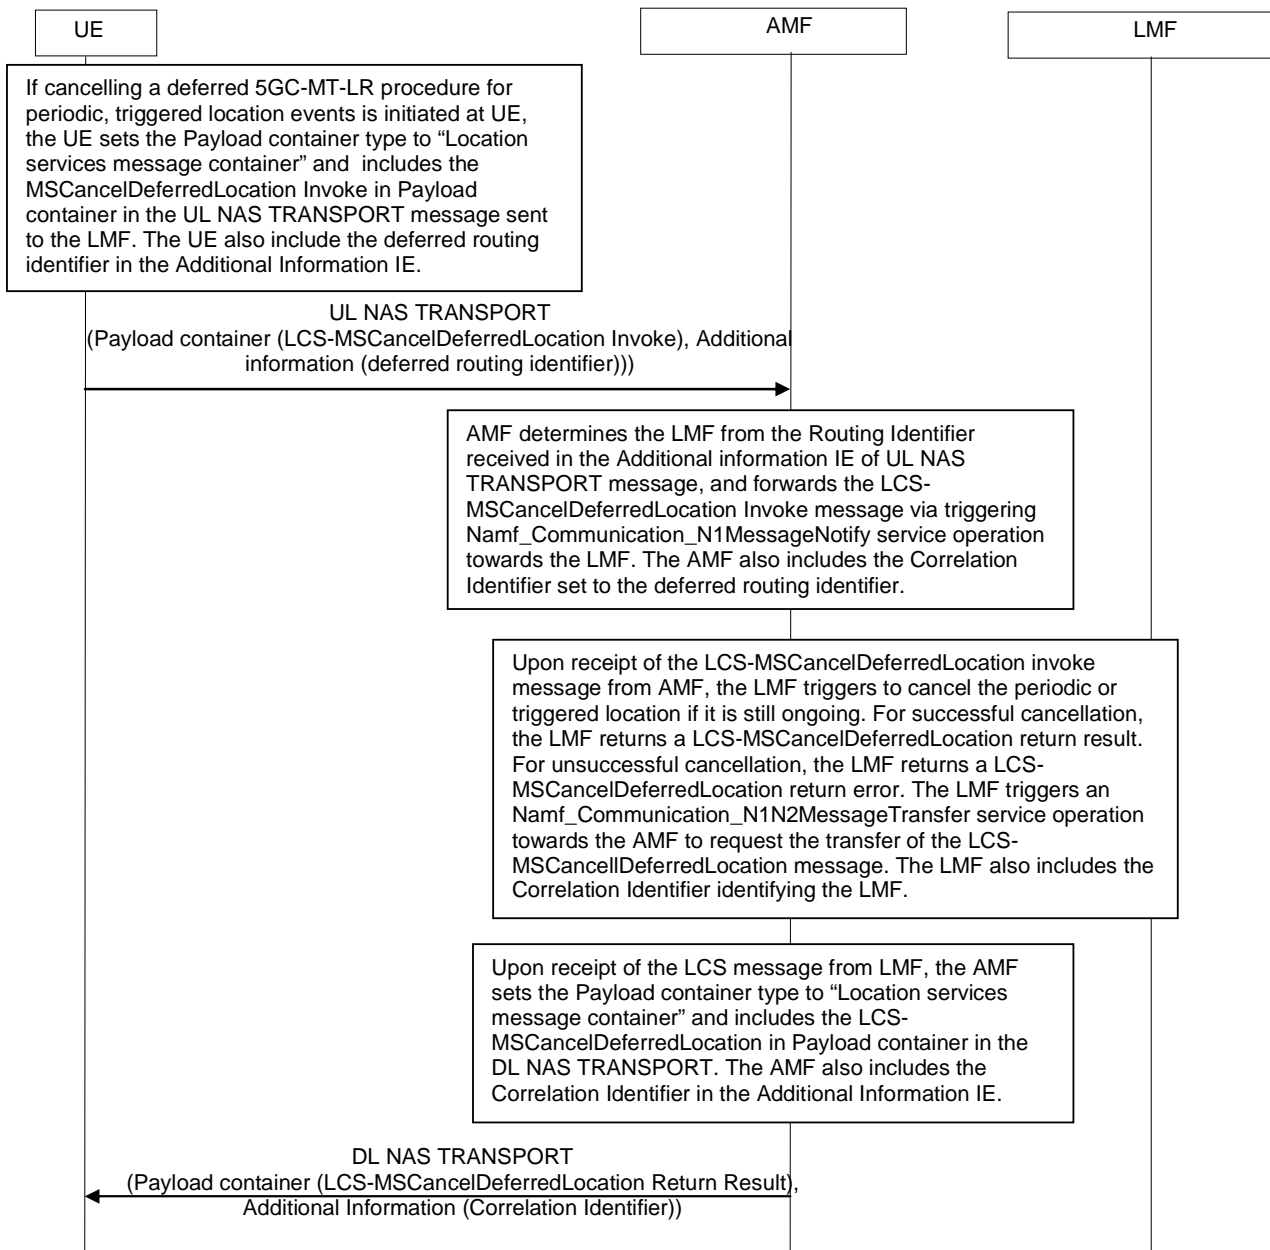 UE
AMF
LMF
If cancelling a deferred 5GC-MT-LR procedure for
periodic, triggered location events is initiated at UE,
the UE sets the Payload container type to “Location
services message container” and  includes the
MSCancelDeferredLocation Invoke in Payload
container in the UL NAS TRANSPORT message sent
to the LMF. The UE also include the deferred routing
identifier in the Additional Information IE.
UL NAS TRANSPORT
(Payload container (LCS-MSCancelDeferredLocation Invoke), Additional
information (deferred routing identifier)))
AMF determines the LMF from the Routing Identifier
received in the Additional information IE of UL NAS
TRANSPORT message, and forwards the LCS-
MSCancelDeferredLocation Invoke message via triggering
Namf_Communication_N1MessageNotify service operation
towards the LMF. The AMF also includes the Correlation
Identifier set to the deferred routing identifier.
Upon receipt of the LCS-MSCancelDeferredLocation invoke
message from AMF, the LMF triggers to cancel the periodic or
triggered location if it is still ongoing. For successful cancellation,
the LMF returns a LCS-MSCancelDeferredLocation return result.
For unsuccessful cancellation, the LMF returns a LCS-
MSCancelDeferredLocation return error. The LMF triggers an
Namf_Communication_N1N2MessageTransfer service operation
towards the AMF to request the transfer of the LCS-
MSCancellDeferredLocation message. The LMF also includes the
Correlation Identifier identifying the LMF.
Upon receipt of the LCS message from LMF, the AMF
sets the Payload container type to “Location services
message container” and includes the LCS-
MSCancelDeferredLocation in Payload container in the
DL NAS TRANSPORT. The AMF also includes the
Correlation Identifier in the Additional Information IE.
DL NAS TRANSPORT
(Payload container (LCS-MSCancelDeferredLocation Return Result),
Additional Information (Correlation Identifier))